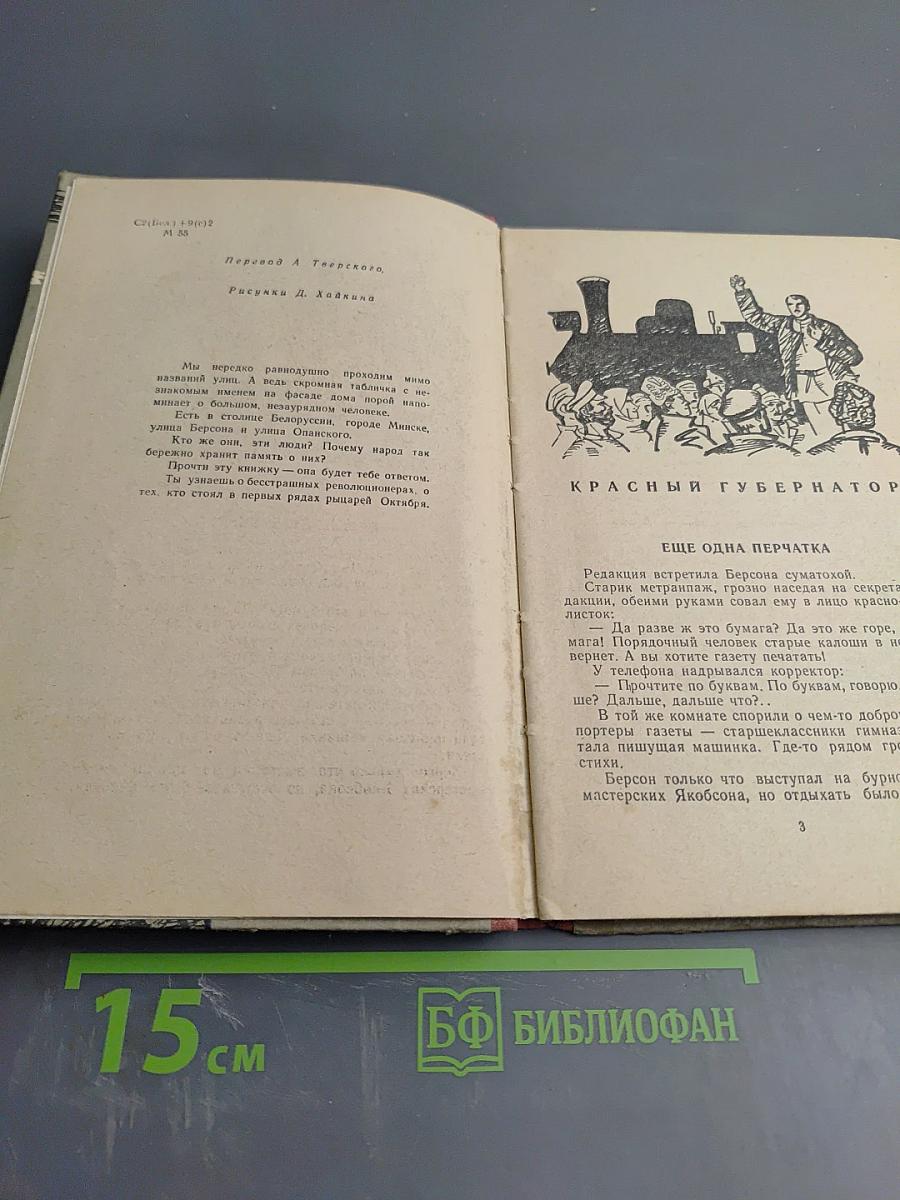 С2(Бел.)+9(с)2
М 55
Перевод А. Тверского.
Рисунки Д. Хайкина
Мы нередко равнодушно проходим мимо
названий улиц. А ведь скромная табличка с не-
знакомым именем на фасаде дома порой напо-
минает о большом, незаурядном человеке.
Есть в столице Белоруссии, городе Минске,
улица Берсона и улица Опанского.
Кто же они, эти люди? Почему народ так
бережно хранит память о них?
Прочти эту книжку — она будет тебе ответом.
Ты узнаешь о бесстрашных революционерах, о
тех, кто стоял в первых рядах рыцарей Октября.
КРАСНЫЙ ГУБЕРНАТОР
ЕЩЕ ОДНА ПЕРЧАТКА
Редакция встретила Берсона суматохой.
Старик метранпаж, грозно наседая на секрета
дакции, обеими руками совал ему в лицо красно-
листок:
— Да разве ж это бумага? Да это же горе,
мага! Порядочный человек старые калоши в не
вернет. А вы хотите газету печатать!
У телефона надрывался корректор:
— Прочтите по буквам. По буквам, говорю.
ше? Дальше, дальше что?..
В той же комнате спорили о чем-то доброу
портеры газеты — старшеклассники гимназ
тала пишущая машинка. Где-то рядом гро
стихи.
Берсон только что выступал на бурно
мастерских Якобсона, но отдыхать было
3
15 см
БФ БИБЛИОФАН